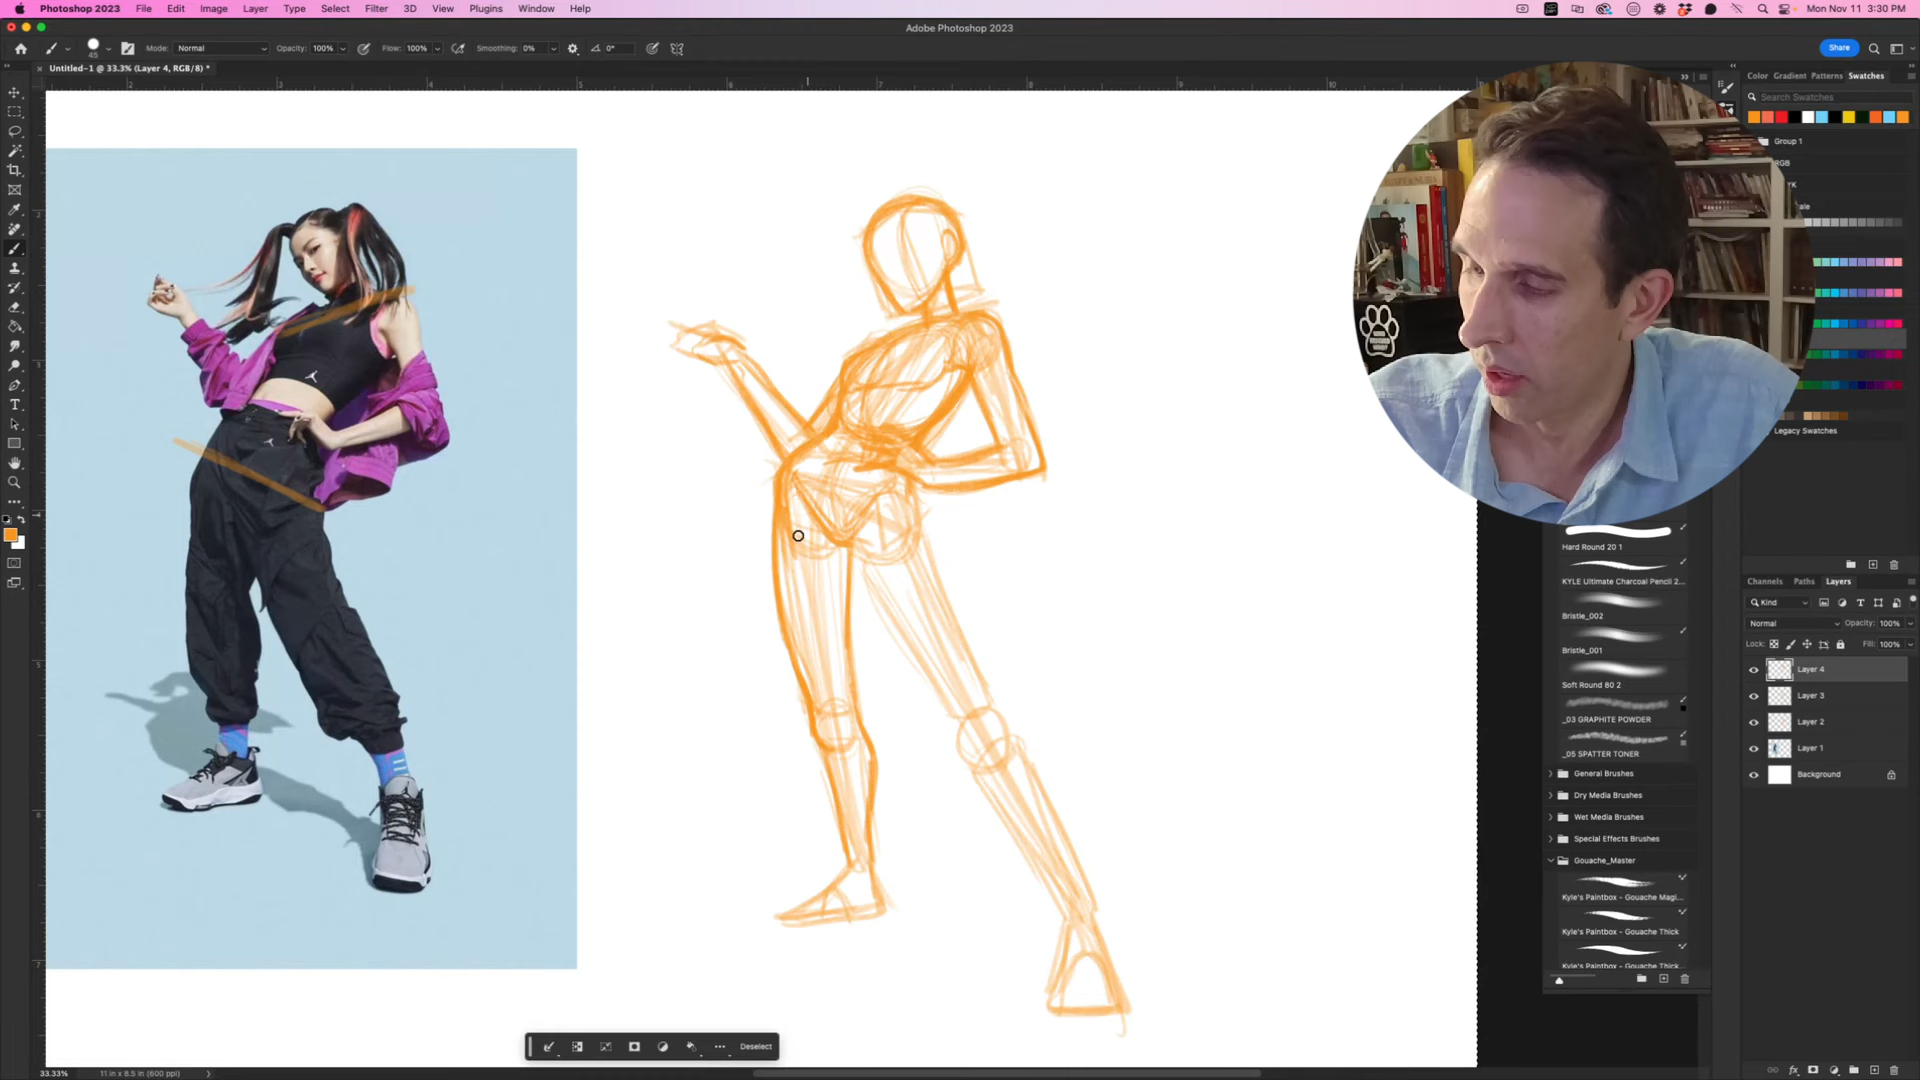 Photoshop 2023 File Edit Image Layer Type Select Filter 3D View Plugins Window Help Mon Nov 11 3:30 PM
Adobe Photoshop 2023
45 Mode: Normal Opacity: 100% Flow: 100% Smoothing: 0% 0° Share
Untitled-1 @ 33.3% (Layer 4, RGB/8) *
Color Gradient Patterns Swatches
Search Swatches
Group 1
RGB
Legacy Swatches
Hard Round 20 1
KYLE Ultimate Charcoal Pencil 2...
Bristle_002
Bristle_001
Soft Round 80 2
_03 GRAPHITE POWDER
_05 SPATTER TONER
General Brushes
Dry Media Brushes
Wet Media Brushes
Special Effects Brushes
Gouache_Master
Kyle's Paintbox - Gouache Magi...
Kyle's Paintbox - Gouache Thick
Kyle's Paintbox - Gouache Thick...
Channels Paths Layers
Kind
Normal Opacity: 100%
Lock: Fill: 100%
Layer 4
Layer 3
Layer 2
Layer 1
Background
Deselect
33.33% 11 in x 8.5 in (600 ppi)